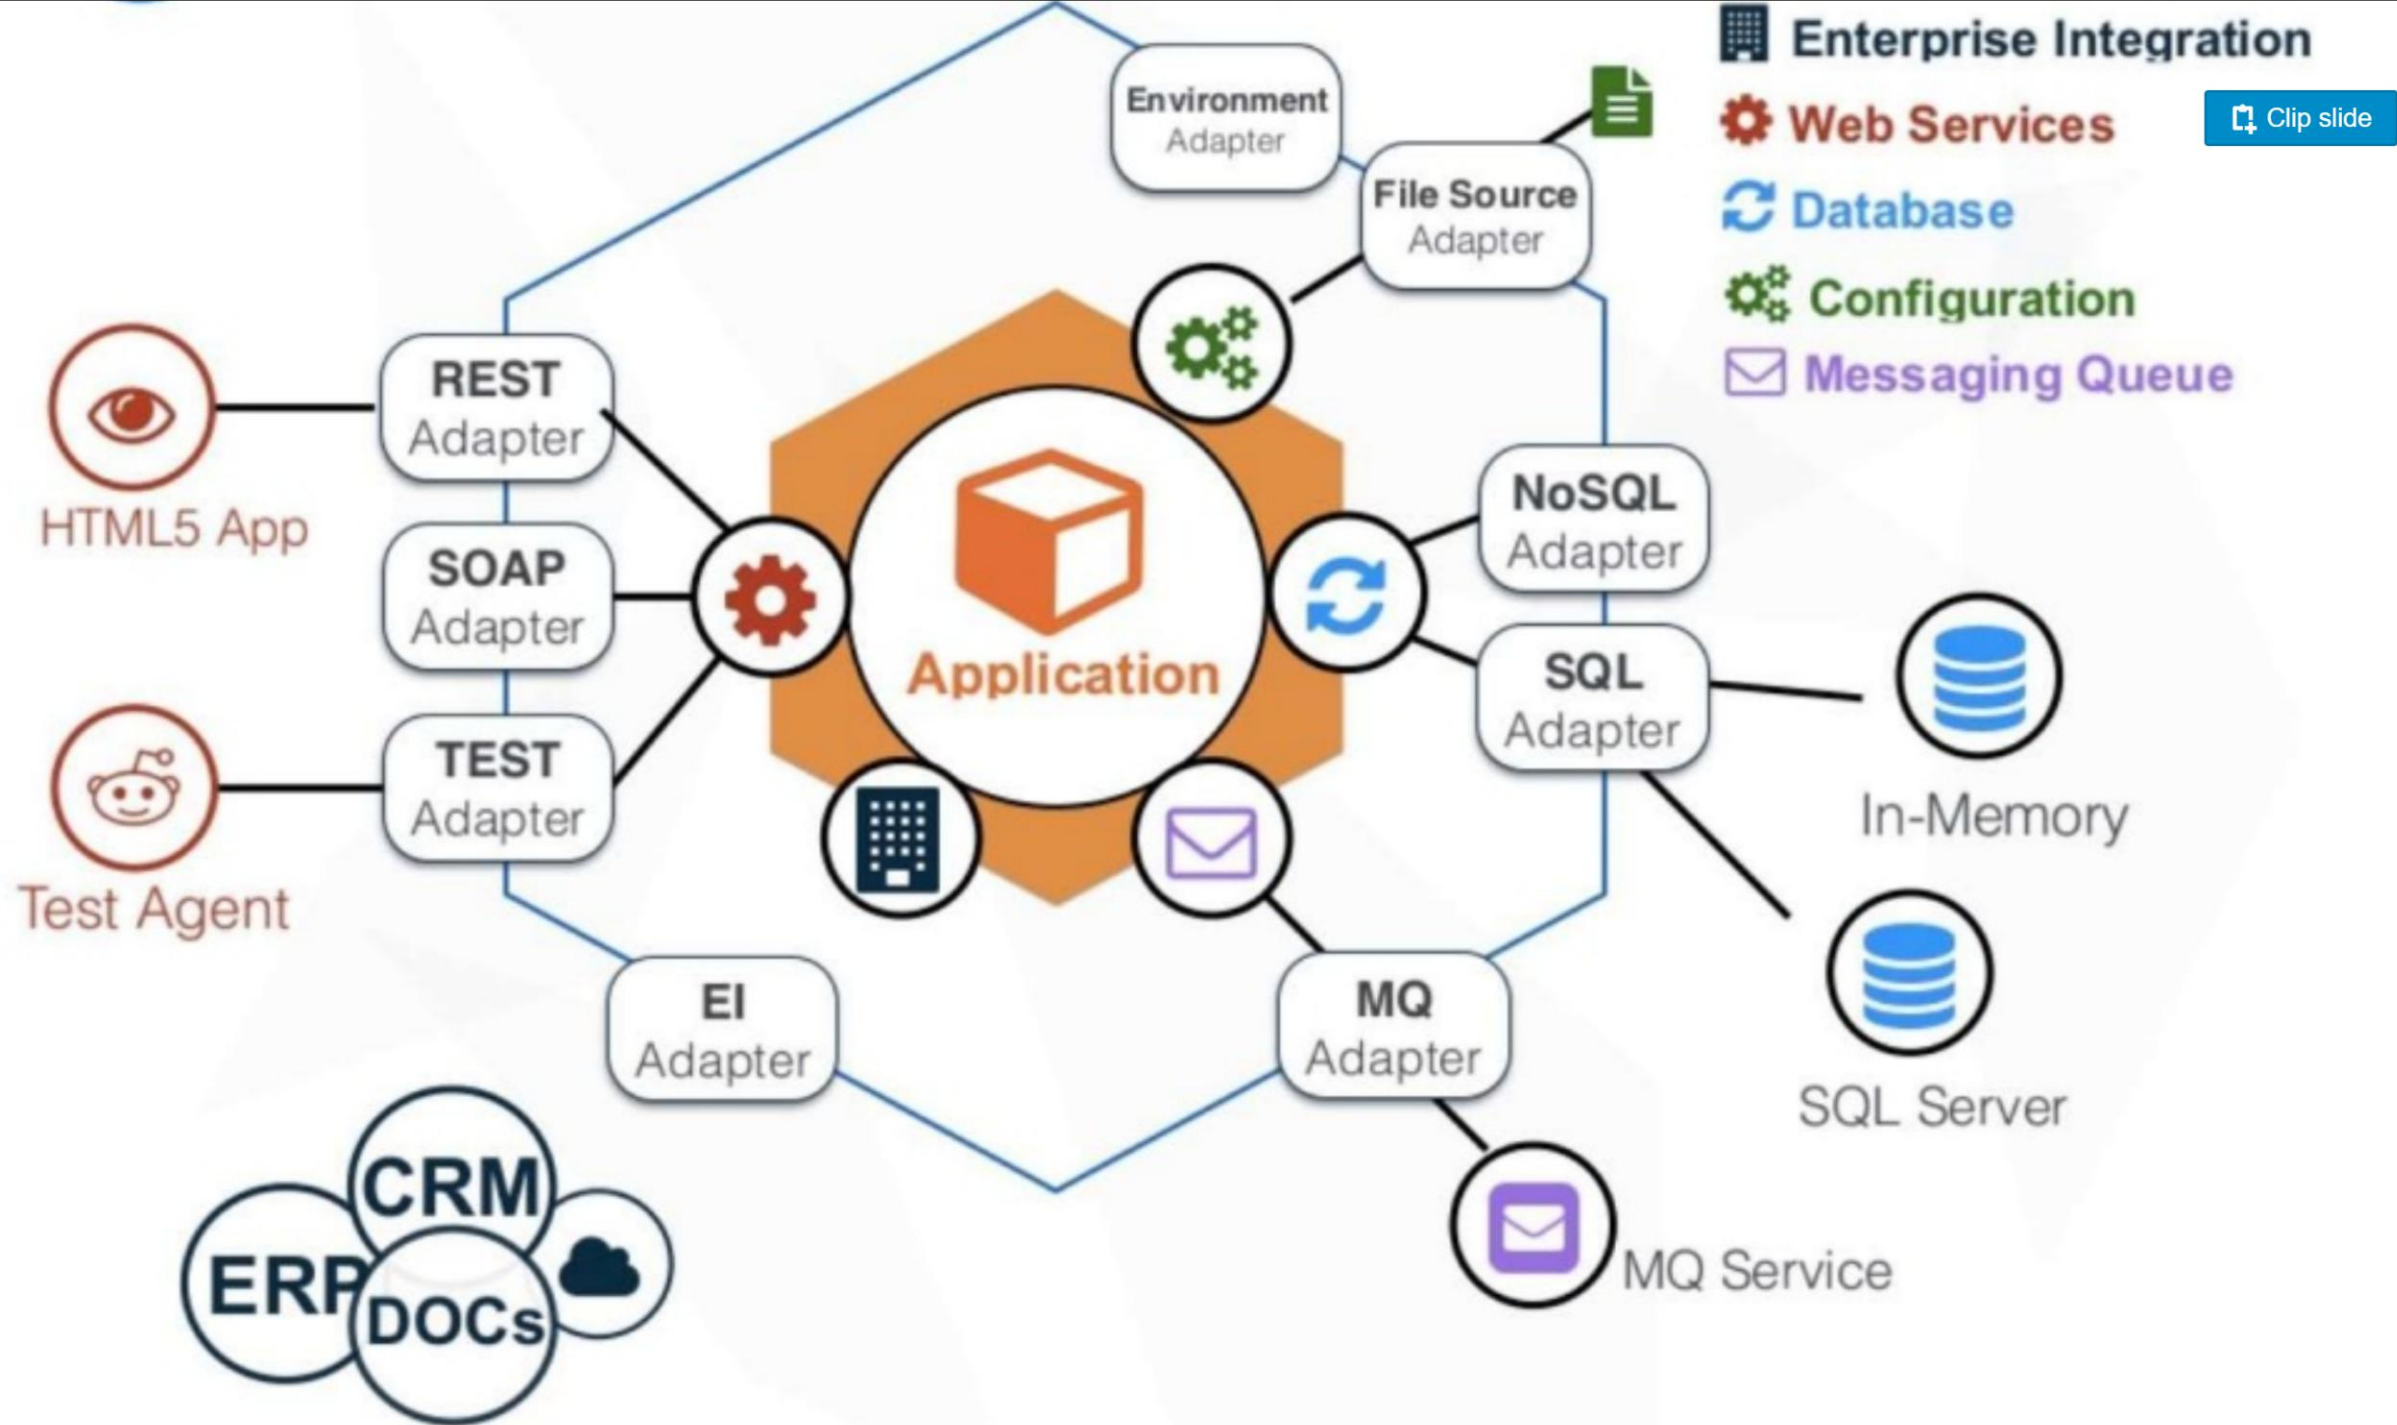 Enterprise Integration
Web Services
Clip slide
Database
Configuration
Messaging Queue
Environment
Adapter
File Source
Adapter
REST
Adapter
HTML5 App
SOAP
Adapter
TEST
Adapter
Test Agent
Application
NoSQL
Adapter
SQL
Adapter
In-Memory
SQL Server
EI
Adapter
MQ
Adapter
MQ Service
CRM
ERP
DOCs